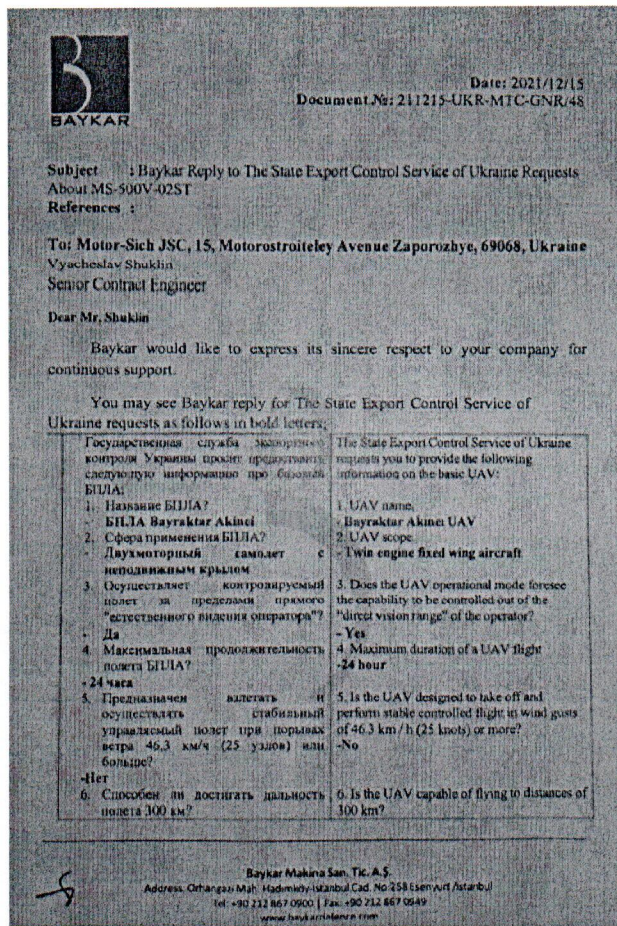 BAYKAR
Date: 2021/12/15
Document №: 211215-UKR-MTC-GNR/48
Subject : Baykar Reply to The State Export Control Service of Ukraine Requests
About MS-500V-02ST
References :
To: Motor-Sich JSC, 15, Motorostroiteley Avenue Zaporozhye, 69068, Ukraine
Vyacheslav Shuklin
Senior Contract Engineer
Dear Mr, Shuklin
Baykar would like to express its sincere respect to your company for
continuous support.
You may see Baykar reply for The State Export Control Service of
Ukraine requests as follows in bold letters;
Государственная служба экспортного
контроля Украины просит предоставить
следующую информацию про базовый
БПЛА:
1. Название БПЛА?
- БПЛА Bayraktar Akinci
2. Сфера применения БПЛА?
- Двухмоторный самолет с
неподвижным крылом
3. Осуществляет контролируемый
полет за пределами прямого
"естественного видения оператора"?
- Да
4. Максимальная продолжительность
полета БПЛА?
- 24 часа
5. Предназначен взлетать и
осуществлять стабильный
управляемый полет при порывах
ветра 46,3 км/ч (25 узлов) или
больше?
-Нет
6. Способен ли достигать дальность
полета 300 км?
The State Export Control Service of Ukraine
requests you to provide the following
information on the basic UAV:
1. UAV name,
- Bayraktar Akinci UAV
2. UAV scope
- Twin engine fixed wing aircraft
3. Does the UAV operational mode foresee
the capability to be controlled out of the
"direct vision range" of the operator?
- Yes
4. Maximum duration of a UAV flight
-24 hour
5. Is the UAV designed to take off and
perform stable controlled flight in wind gusts
of 46.3 km / h (25 knots) or more?
-No
6. Is the UAV capable of flying to distances of
300 km?
Baykar Makina San. Tic. A.Ş.
Address: Orhangazi Mah. Hadımköy-Istanbul Cad. No:258 Esenyurt /Istanbul
Tel: +90 212 867 0900 | Fax: +90 212 867 0949
www.baykardefence.com